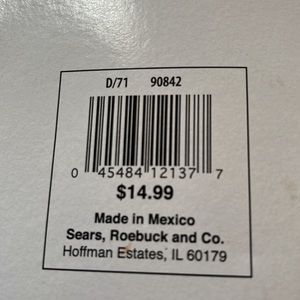 D/71 90842
0 45484 12137 7
$14.99
Made in Mexico
Sears, Roebuck and Co.
Hoffman Estates, IL 60179